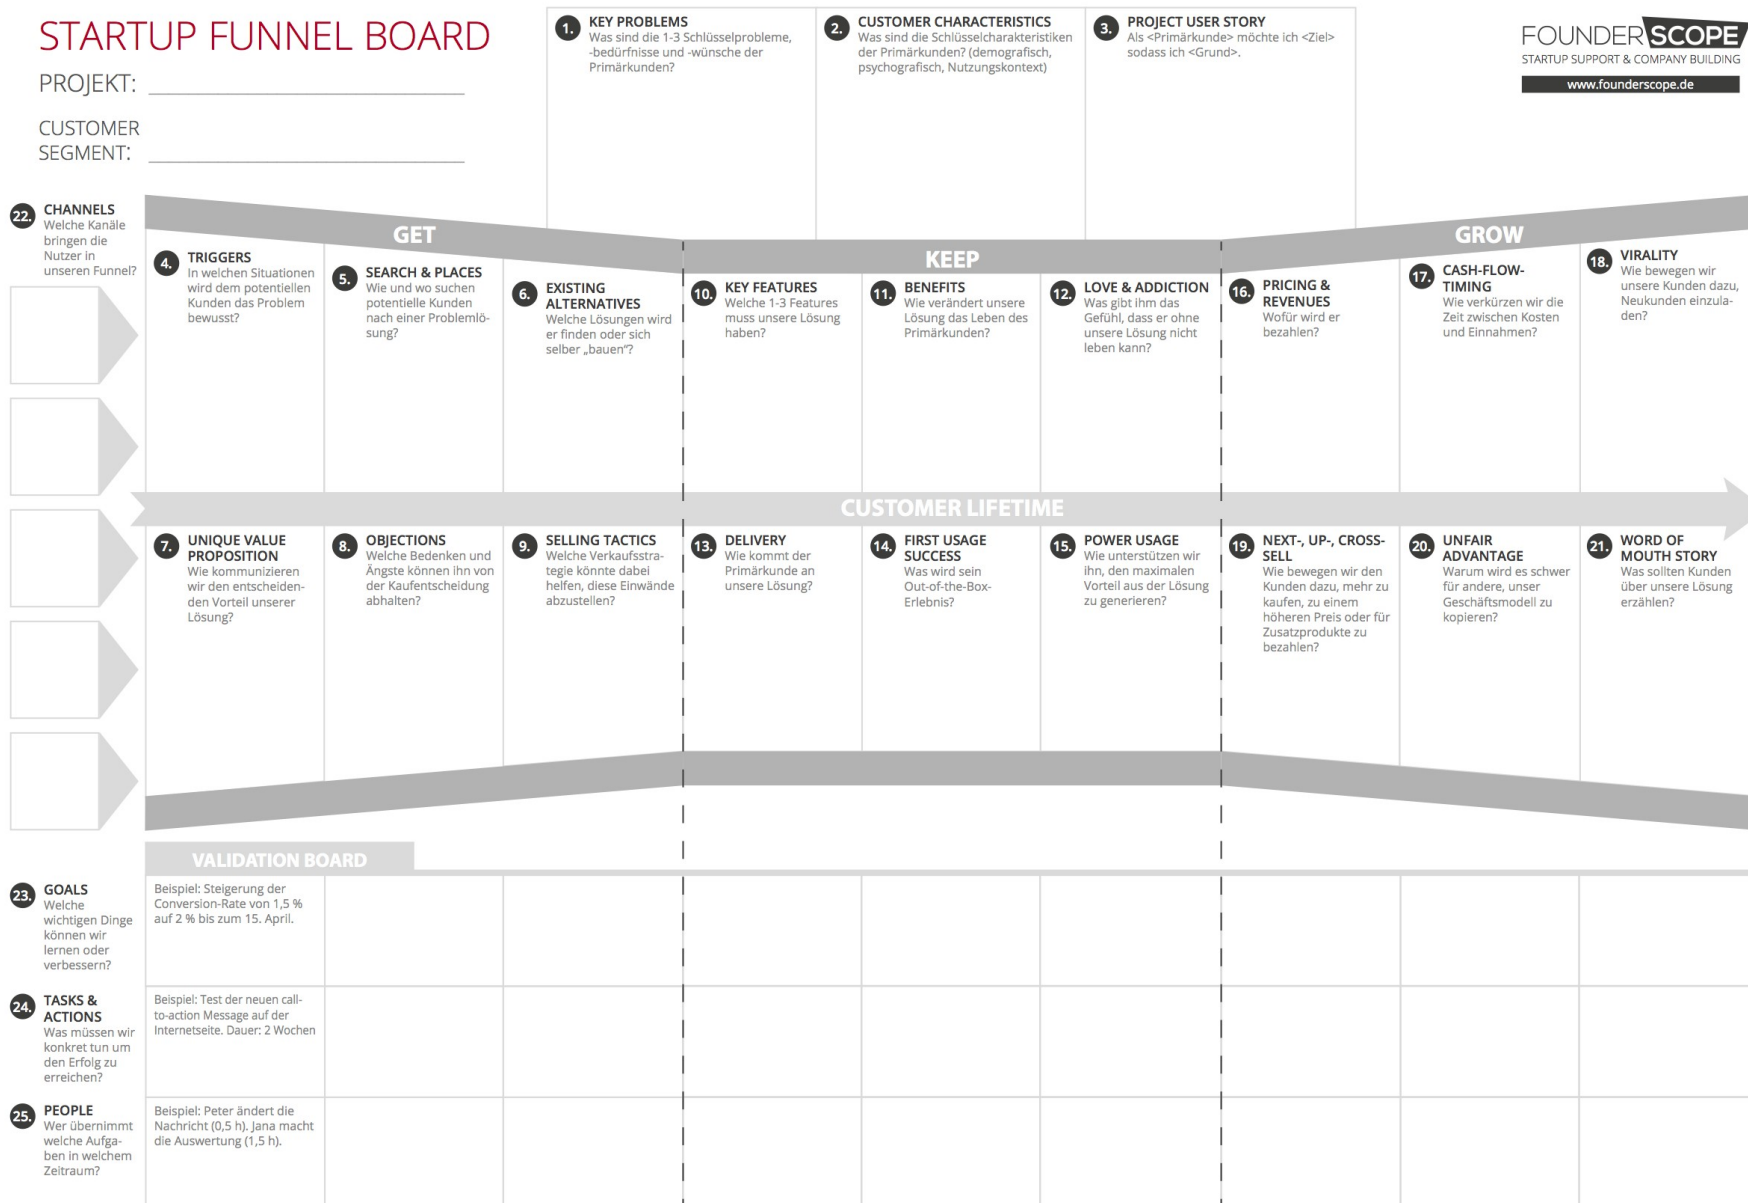 STARTUP FUNNEL BOARD
PROJEKT:
CUSTOMER
SEGMENT:
1. KEY PROBLEMS
Was sind die 1-3 Schlüsselprobleme,
-bedürfnisse und -wünsche der
Primärkunden?
2. CUSTOMER CHARACTERISTICS
Was sind die Schlüsselcharakteristiken
der Primärkunden? (demografisch,
psychografisch, Nutzungskontext)
3. PROJECT USER STORY
Als <Primärkunde> möchte ich <Ziel>
sodass ich <Grund>.
FOUNDERSCOPE
STARTUP SUPPORT & COMPANY BUILDING
www.founderscope.de
22. CHANNELS
Welche Kanäle
bringen die
Nutzer in
unseren Funnel?
GET
KEEP
GROW
4. TRIGGERS
In welchen Situationen
wird dem potentiellen
Kunden das Problem
bewusst?
5. SEARCH & PLACES
Wie und wo suchen
potentielle Kunden
nach einer Problemlö-
sung?
6. EXISTING
ALTERNATIVES
Welche Lösungen wird
er finden oder sich
selber „bauen“?
10. KEY FEATURES
Welche 1-3 Features
muss unsere Lösung
haben?
11. BENEFITS
Wie verändert unsere
Lösung das Leben des
Primärkunden?
12. LOVE & ADDICTION
Was gibt ihm das
Gefühl, dass er ohne
unsere Lösung nicht
leben kann?
16. PRICING &
REVENUES
Wofür wird er
bezahlen?
17. CASH-FLOW-
TIMING
Wie verkürzen wir die
Zeit zwischen Kosten
und Einnahmen?
18. VIRALITY
Wie bewegen wir
unsere Kunden dazu,
Neukunden einzula-
den?
CUSTOMER LIFETIME
7. UNIQUE VALUE
PROPOSITION
Wie kommunizieren
wir den entscheiden-
den Vorteil unserer
Lösung?
8. OBJECTIONS
Welche Bedenken und
Ängste können ihn von
der Kaufentscheidung
abhalten?
9. SELLING TACTICS
Welche Verkaufsstra-
tegie könnte dabei
helfen, diese Einwände
abzustellen?
13. DELIVERY
Wie kommt der
Primärkunde an
unsere Lösung?
14. FIRST USAGE
SUCCESS
Was wird sein
Out-of-the-Box-
Erlebnis?
15. POWER USAGE
Wie unterstützen wir
ihn, den maximalen
Vorteil aus der Lösung
zu generieren?
19. NEXT-, UP-, CROSS-
SELL
Wie bewegen wir den
Kunden dazu, mehr zu
kaufen, zu einem
höheren Preis oder für
Zusatzprodukte zu
bezahlen?
20. UNFAIR
ADVANTAGE
Warum wird es schwer
für andere, unser
Geschäftsmodell zu
kopieren?
21. WORD OF
MOUTH STORY
Was sollten Kunden
über unsere Lösung
erzählen?
VALIDATION BOARD
23. GOALS
Welche
wichtigen Dinge
können wir
lernen oder
verbessern?
Beispiel: Steigerung der
Conversion-Rate von 1,5 %
auf 2 % bis zum 15. April.
24. TASKS &
ACTIONS
Was müssen wir
konkret tun um
den Erfolg zu
erreichen?
Beispiel: Test der neuen call-
to-action Message auf der
Internetseite. Dauer: 2 Wochen
25. PEOPLE
Wer übernimmt
welche Aufga-
ben in welchem
Zeitraum?
Beispiel: Peter ändert die
Nachricht (0,5 h). Jana macht
die Auswertung (1,5 h).